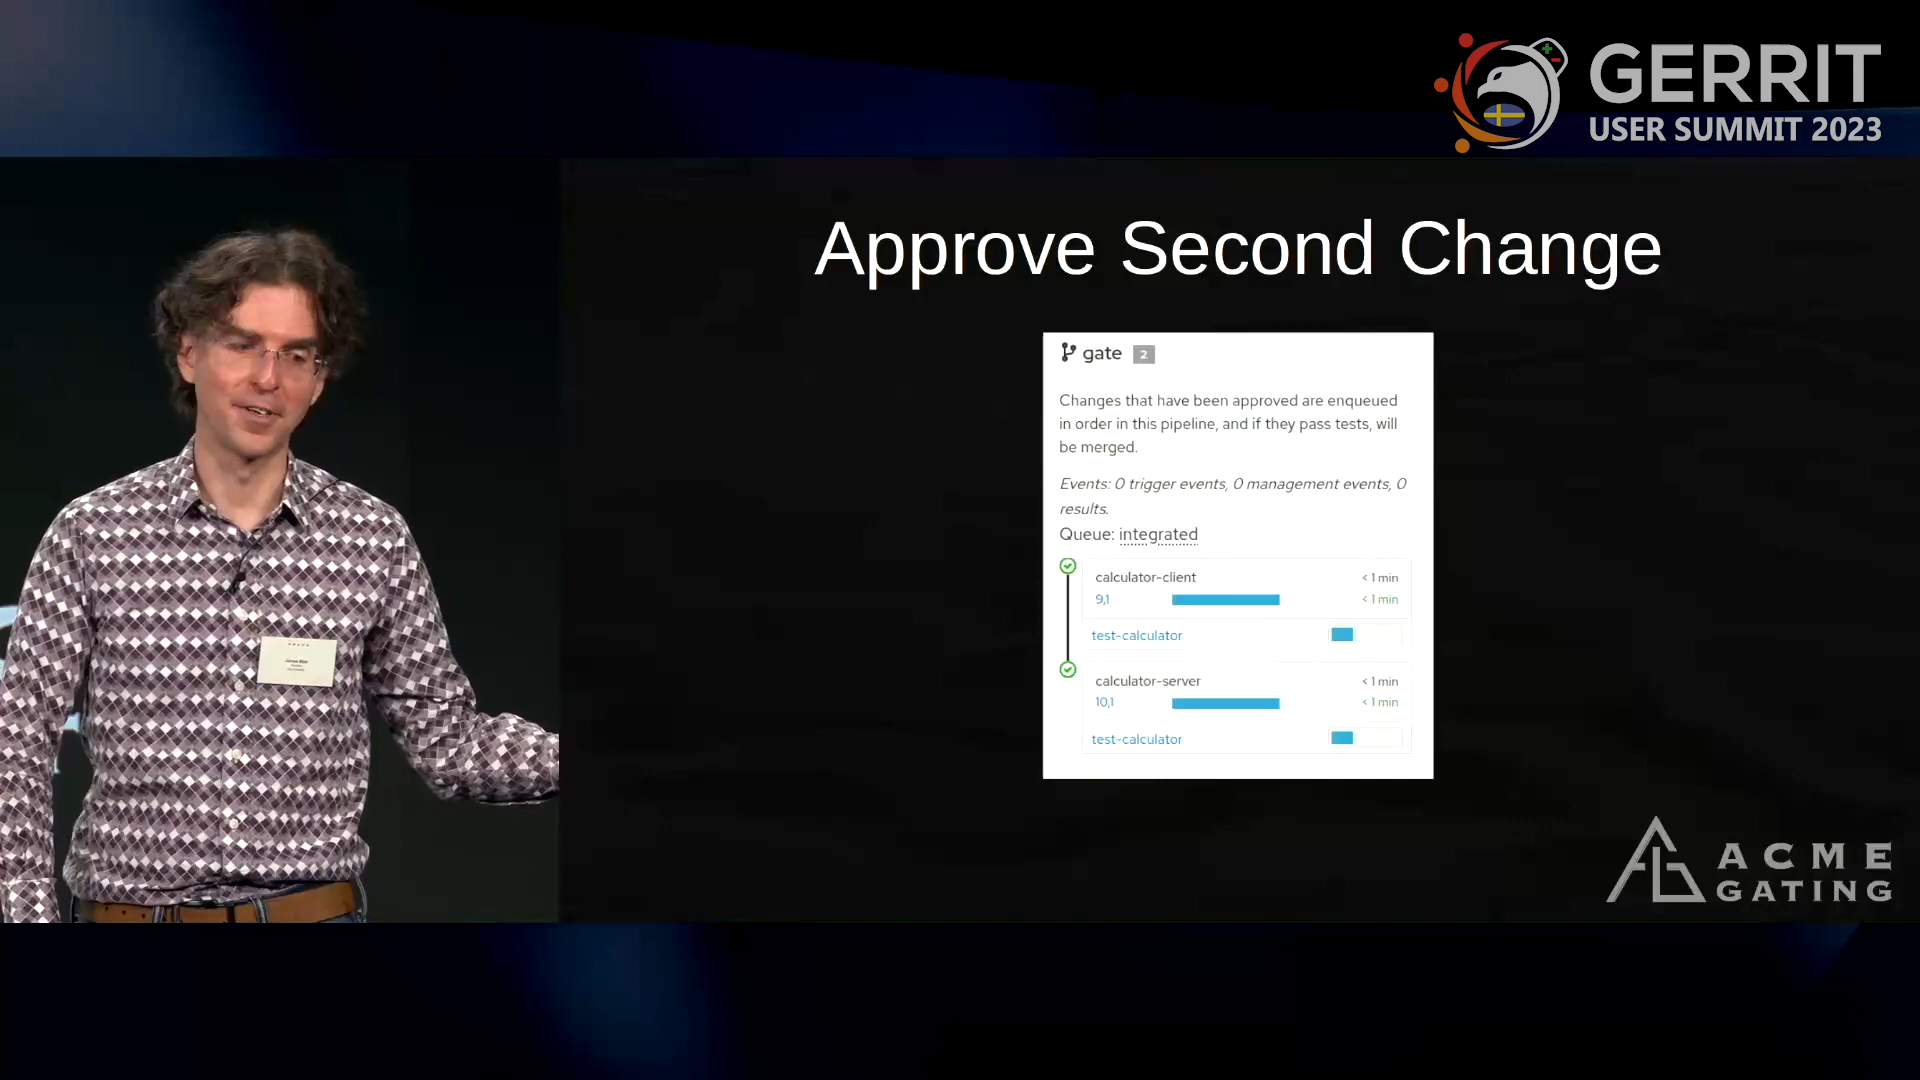 GERRIT
USER SUMMIT 2023
Approve Second Change
gate 2
Changes that have been approved are enqueued
in order in this pipeline, and if they pass tests, will
be merged.
Events: 0 trigger events, 0 management events, 0
results.
Queue: integrated
calculator-client < 1 min
9,1 < 1 min
test-calculator
calculator-server < 1 min
10,1 < 1 min
test-calculator
ACME
GATING